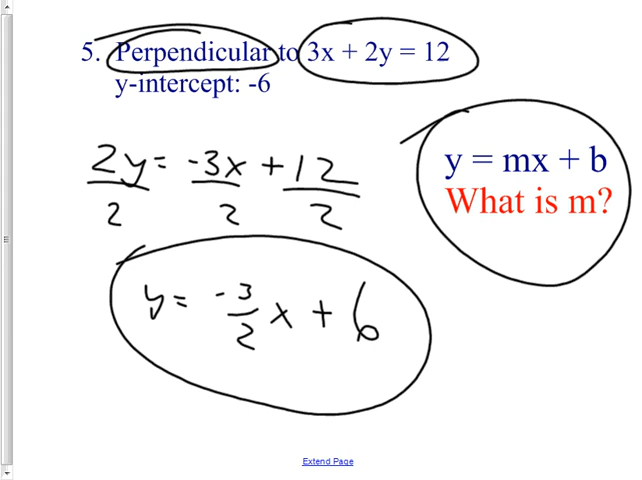 5. Perpendicular to 3x + 2y = 12
y-intercept: -6
y = mx + b
What is m?
2y = -3x + 12
2 2 2
y = -3/2 x + 6
Extend Page